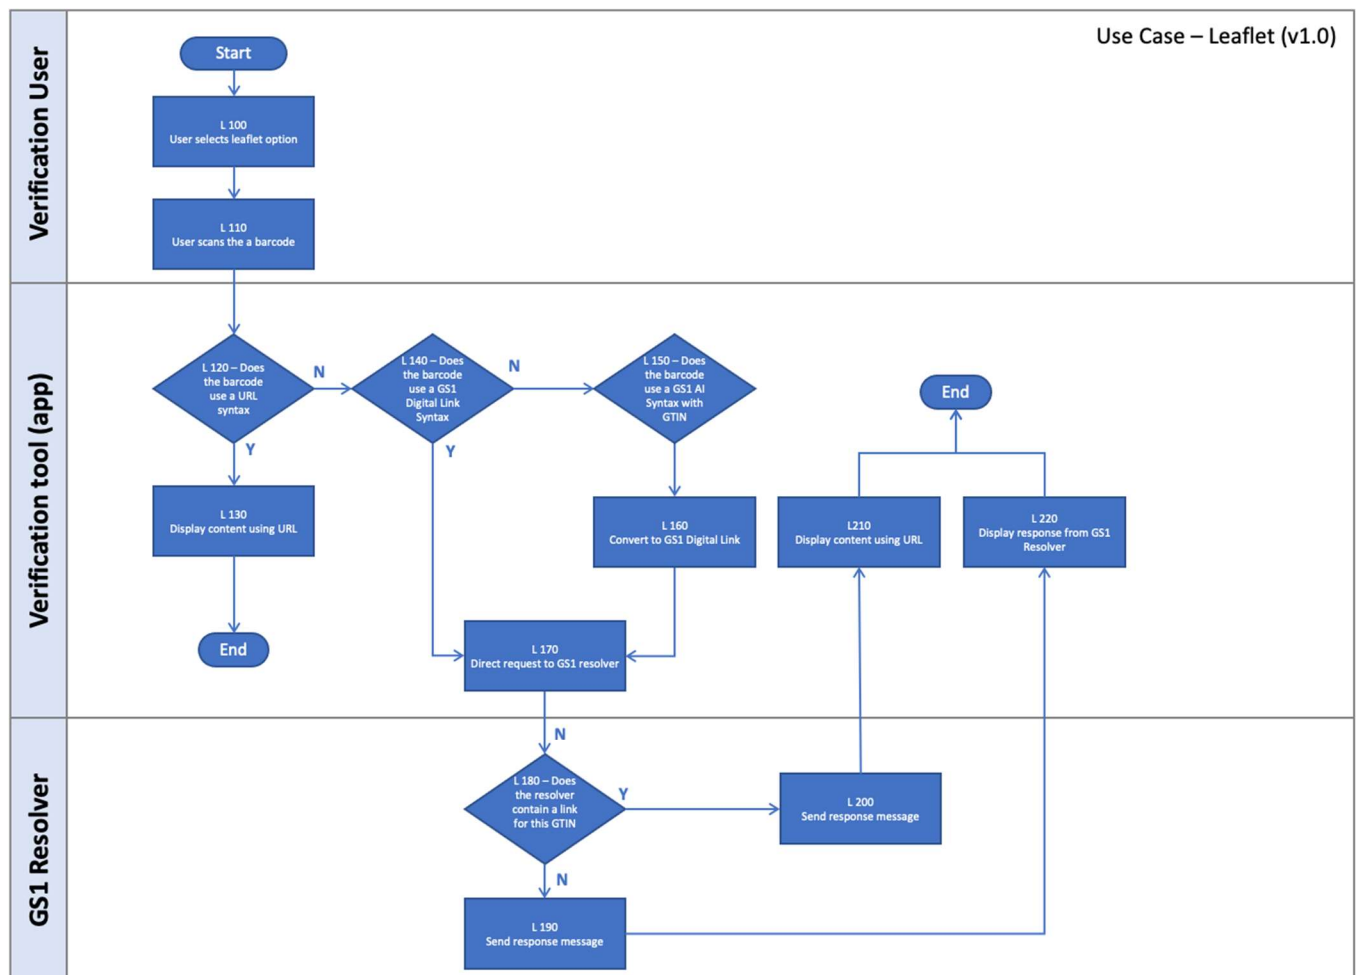 Use Case – Leaflet (v1.0)
Verification User
Start
L 100
User selects leaflet option
L 110
User scans the a barcode
Verification tool (app)
L 120 – Does
the barcode
use a URL
syntax
N
Y
L 140 – Does
the barcode
use a GS1
Digital Link
Syntax
N
Y
L 150 – Does
the barcode
use a GS1 AI
Syntax with
GTIN
End
L 130
Display content using URL
L 160
Convert to GS1 Digital Link
L210
Display content using URL
L 220
Display response from GS1
Resolver
End
L 170
Direct request to GS1 resolver
GS1 Resolver
N
L 180 – Does
the resolver
contain a link
for this GTIN
Y
L 200
Send response message
N
L 190
Send response message